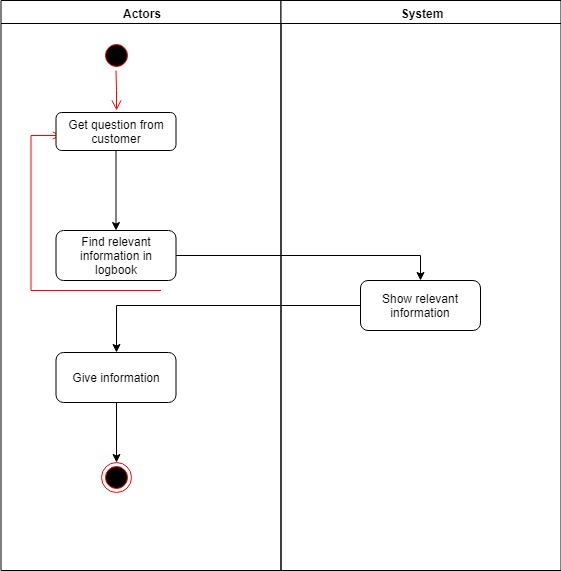 Actors
System
Get question from
customer
Find relevant
information in
logbook
Show relevant
information
Give information